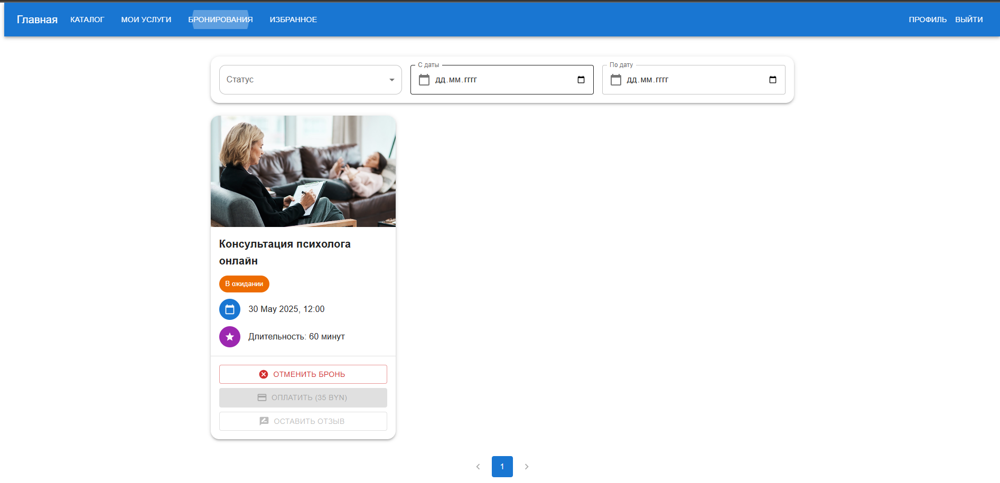 Главная КАТАЛОГ МОИ УСЛУГИ БРОНИРОВАНИЯ ИЗБРАННОЕ ПРОФИЛЬ ВЫЙТИ
С даты По дату
Статус ДД.ММ.ГГГГ ДД.ММ.ГГГГ
Консультация психолога
онлайн
В ожидании
30 May 2025, 12:00
Длительность: 60 минут
ОТМЕНИТЬ БРОНЬ
ОПЛАТИТЬ (35 BYN)
ОСТАВИТЬ ОТЗЫВ
1